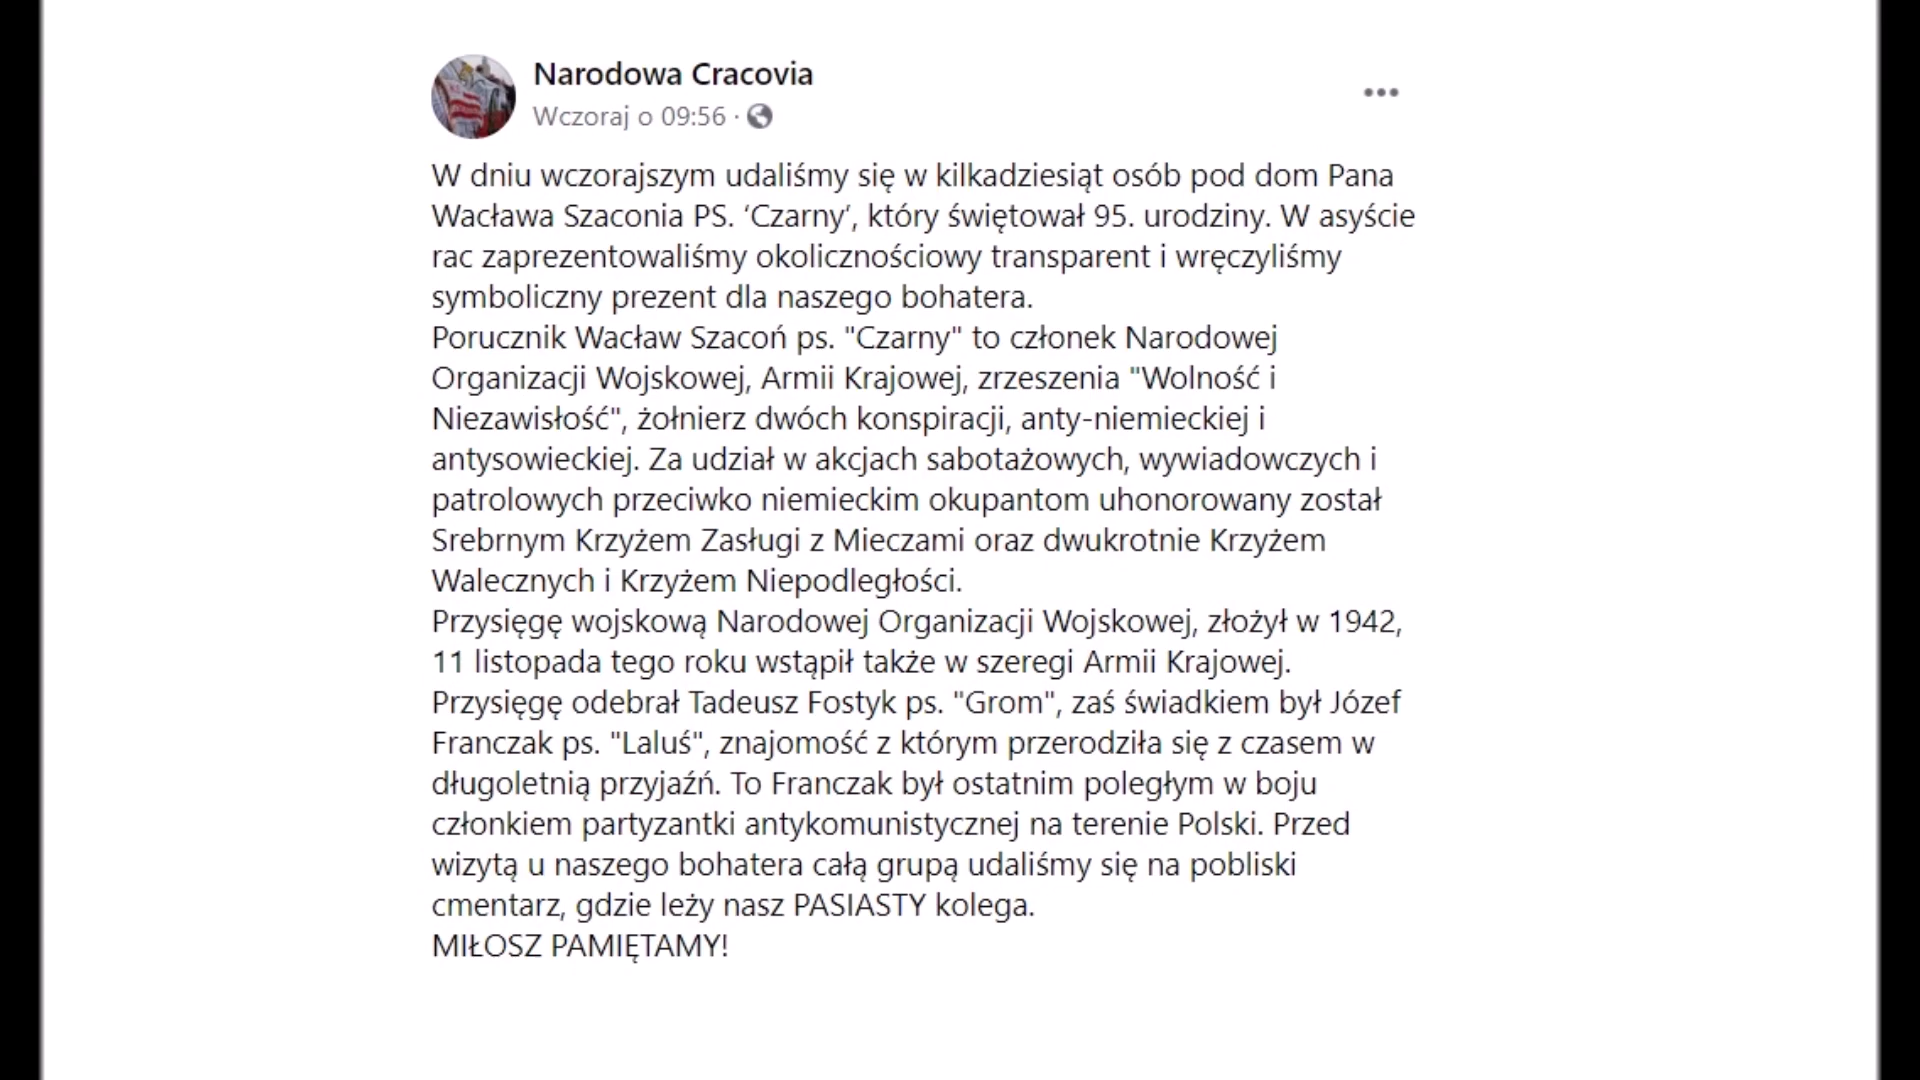 Narodowa Cracovia
Wczoraj o 09:56 ·
W dniu wczorajszym udaliśmy się w kilkadziesiąt osób pod dom Pana
Wacława Szaconia PS. ‘Czarny’, który świętował 95. urodziny. W asyście
rac zaprezentowaliśmy okolicznościowy transparent i wręczyliśmy
symboliczny prezent dla naszego bohatera.
Porucznik Wacław Szacoń ps. "Czarny" to członek Narodowej
Organizacji Wojskowej, Armii Krajowej, zrzeszenia "Wolność i
Niezawisłość", żołnierz dwóch konspiracji, anty-niemieckiej i
antysowieckiej. Za udział w akcjach sabotażowych, wywiadowczych i
patrolowych przeciwko niemieckim okupantom uhonorowany został
Srebrnym Krzyżem Zasługi z Mieczami oraz dwukrotnie Krzyżem
Walecznych i Krzyżem Niepodległości.
Przysięgę wojskową Narodowej Organizacji Wojskowej, złożył w 1942,
11 listopada tego roku wstąpił także w szeregi Armii Krajowej.
Przysięgę odebrał Tadeusz Fostyk ps. "Grom", zaś świadkiem był Józef
Franczak ps. "Laluś", znajomość z którym przerodziła się z czasem w
długoletnią przyjaźń. To Franczak był ostatnim poległym w boju
członkiem partyzantki antykomunistycznej na terenie Polski. Przed
wizytą u naszego bohatera całą grupą udaliśmy się na pobliski
cmentarz, gdzie leży nasz PASIASTY kolega.
MIŁOSZ PAMIĘTAMY!